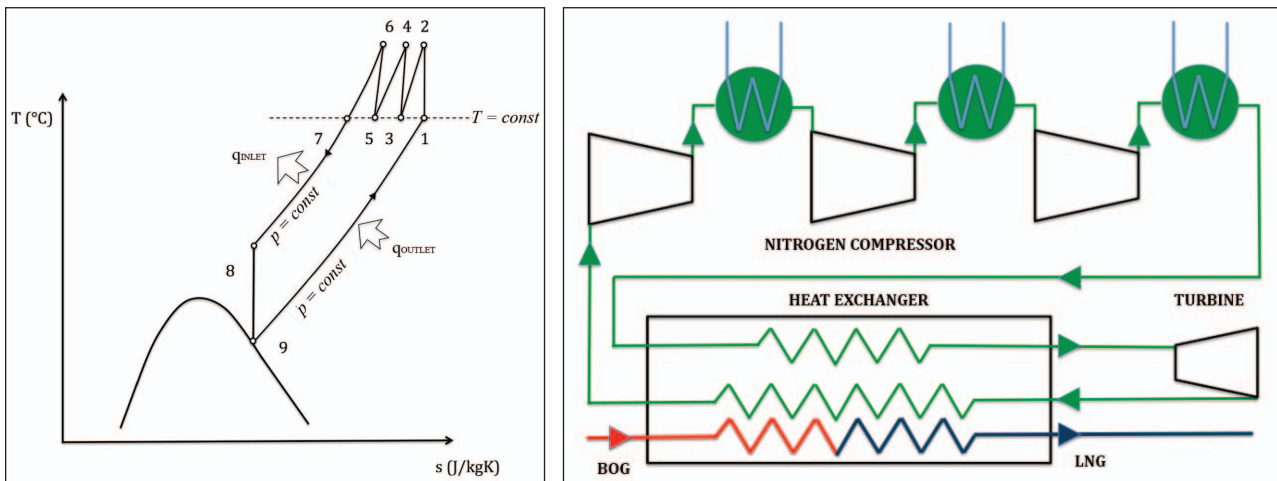 6 4 2
T (°C)
T = const
7 5 3 1
qINLET
p = const
qOUTLET
8
p = const
9
s (J/kgK)
NITROGEN COMPRESSOR
HEAT EXCHANGER
TURBINE
BOG
LNG